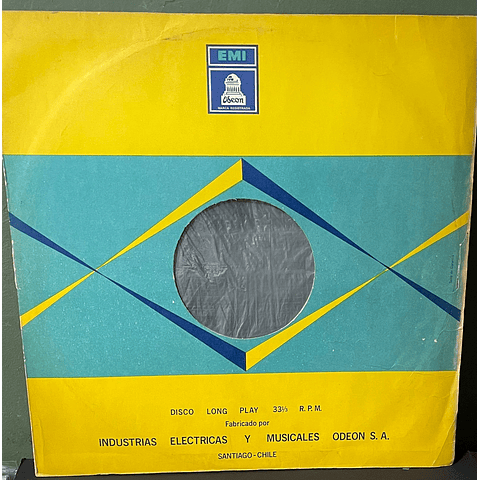 EMI
Odeon
MARCA REGISTRADA
DISCO LONG PLAY 33⅓ R.P.M.
Fabricado por
INDUSTRIAS ELECTRICAS Y MUSICALES ODEON S.A.
SANTIAGO-CHILE